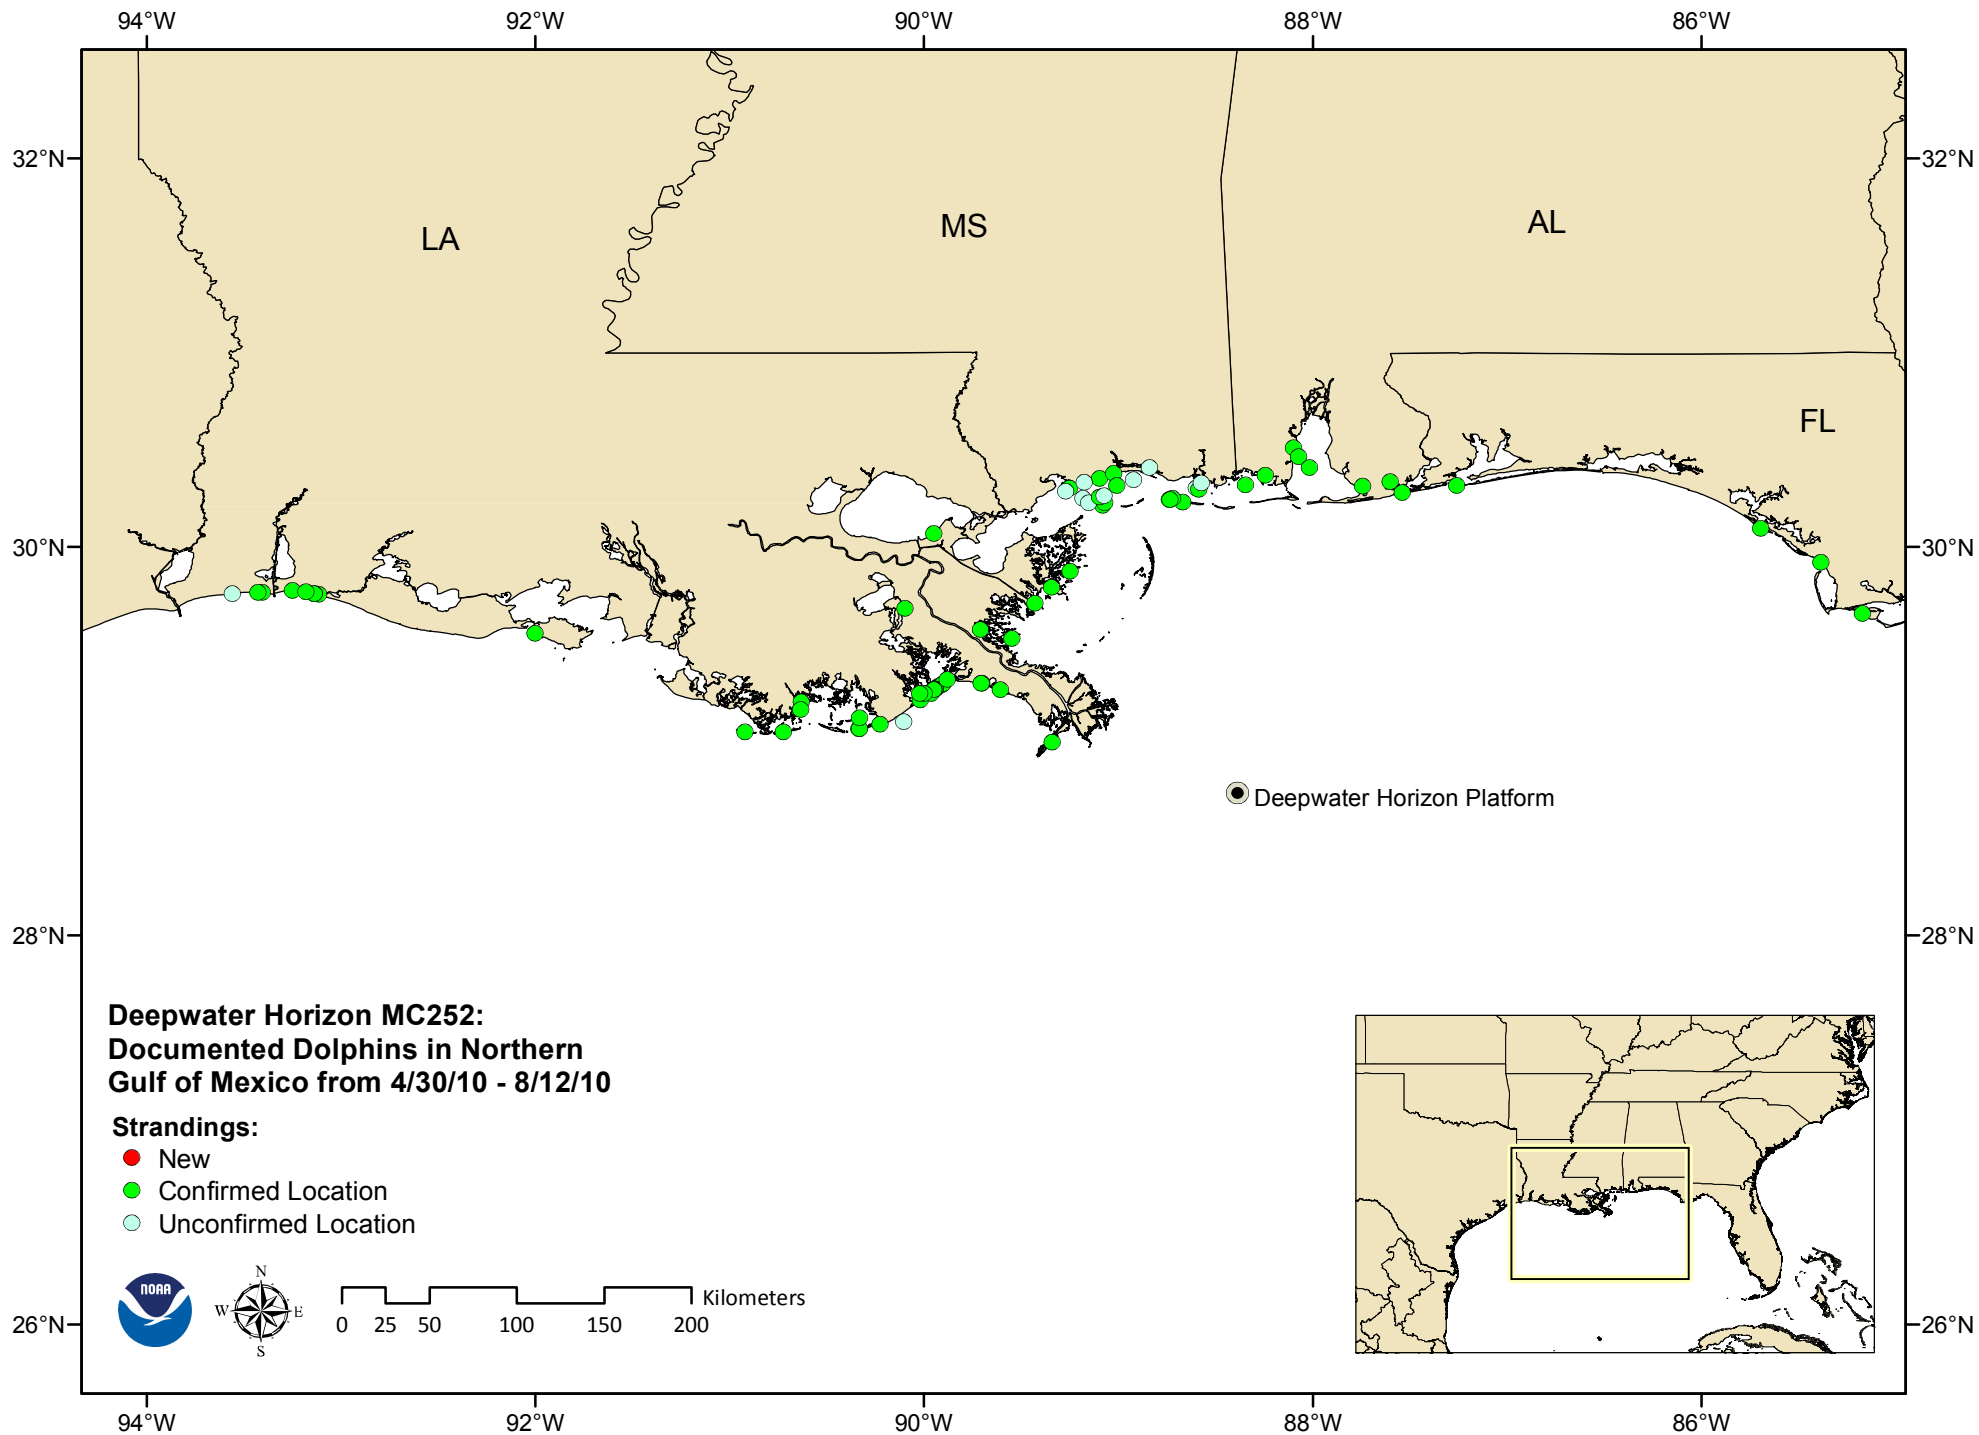 94°W 92°W 90°W 88°W 86°W
32°N 32°N
LA MS AL
FL
30°N 30°N
Deepwater Horizon Platform
28°N 28°N
Deepwater Horizon MC252:
Documented Dolphins in Northern
Gulf of Mexico from 4/30/10 - 8/12/10
Strandings:
New
Confirmed Location
Unconfirmed Location
NOAA
N
W E
S
Kilometers
0 25 50 100 150 200
26°N 26°N
94°W 92°W 90°W 88°W 86°W